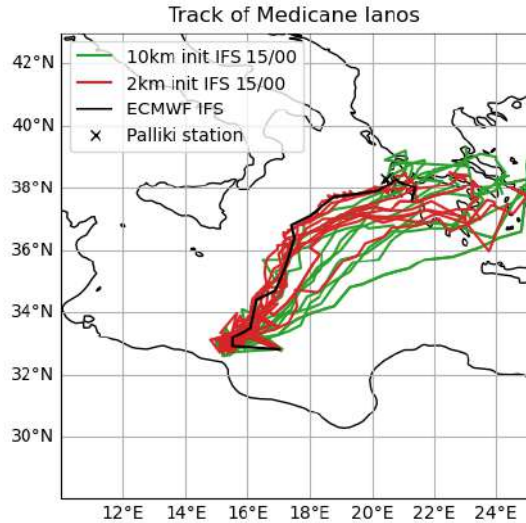 Track of Medicane Ianos
10km init IFS 15/00
2km init IFS 15/00
ECMWF IFS
Palliki station
42°N
40°N
38°N
36°N
34°N
32°N
30°N
12°E 14°E 16°E 18°E 20°E 22°E 24°E